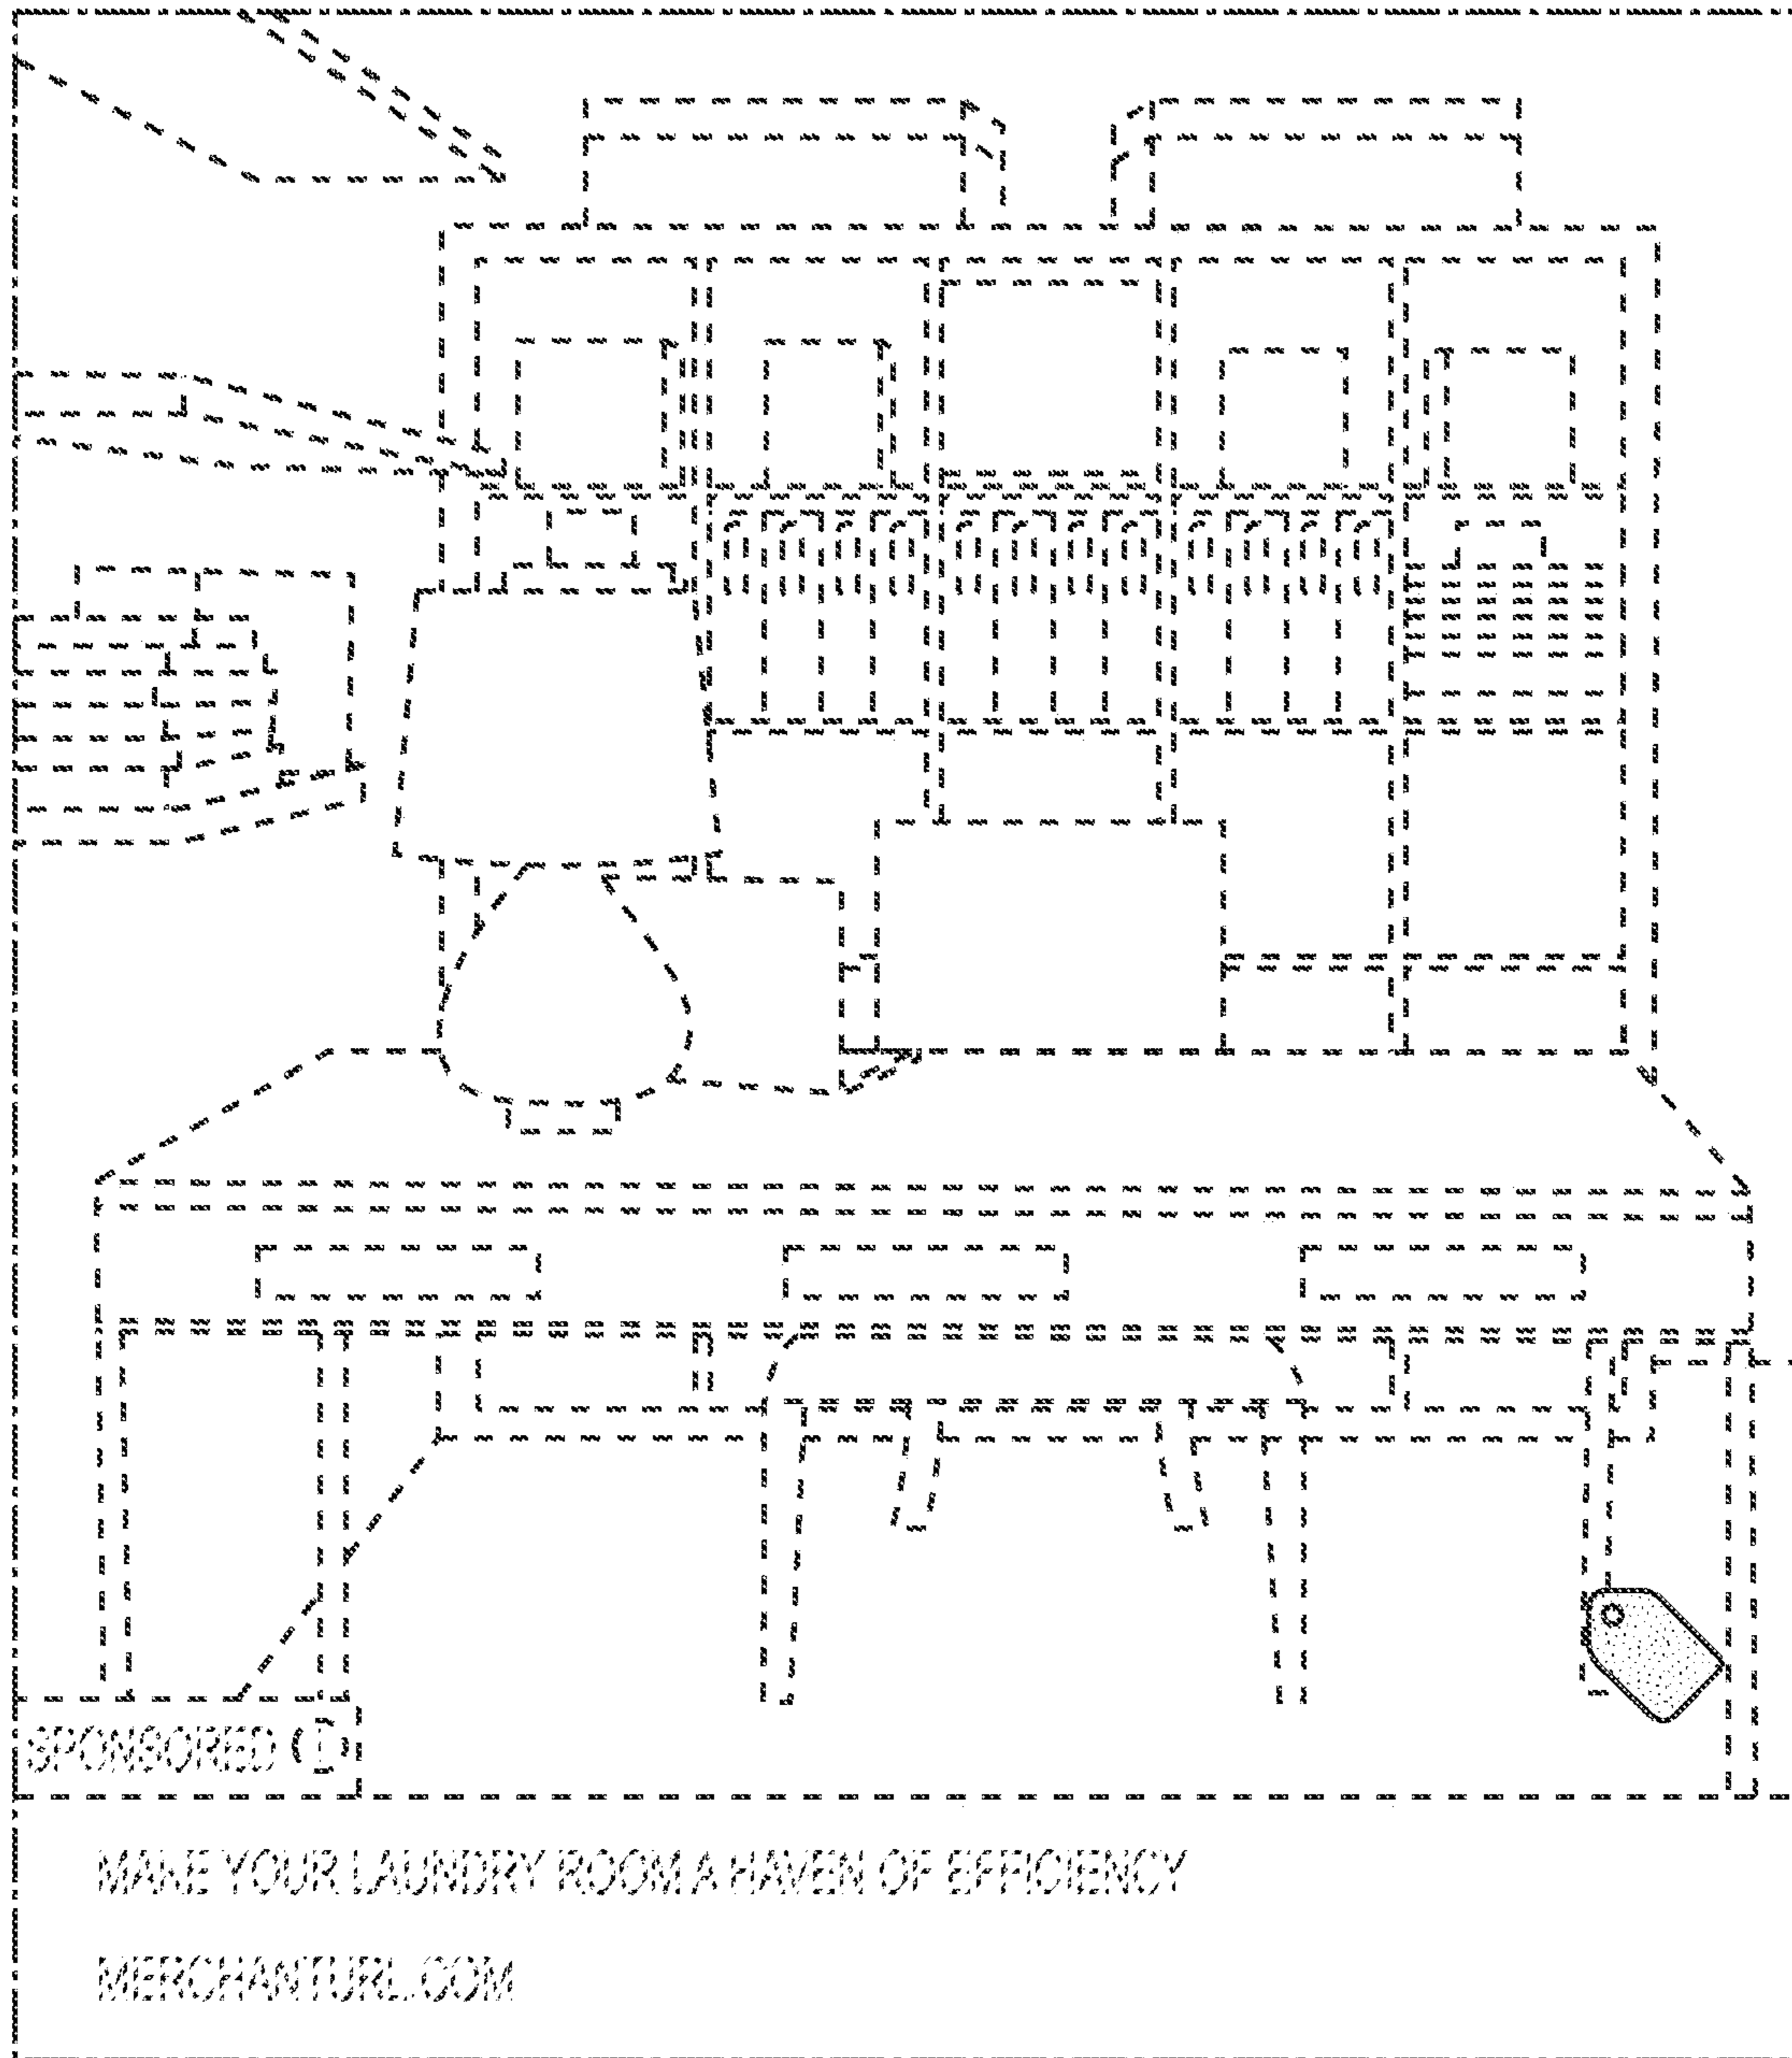 SPONSORED ⓘ
MAKE YOUR LAUNDRY ROOM A HAVEN OF EFFICIENCY
MERCHANTURL.COM